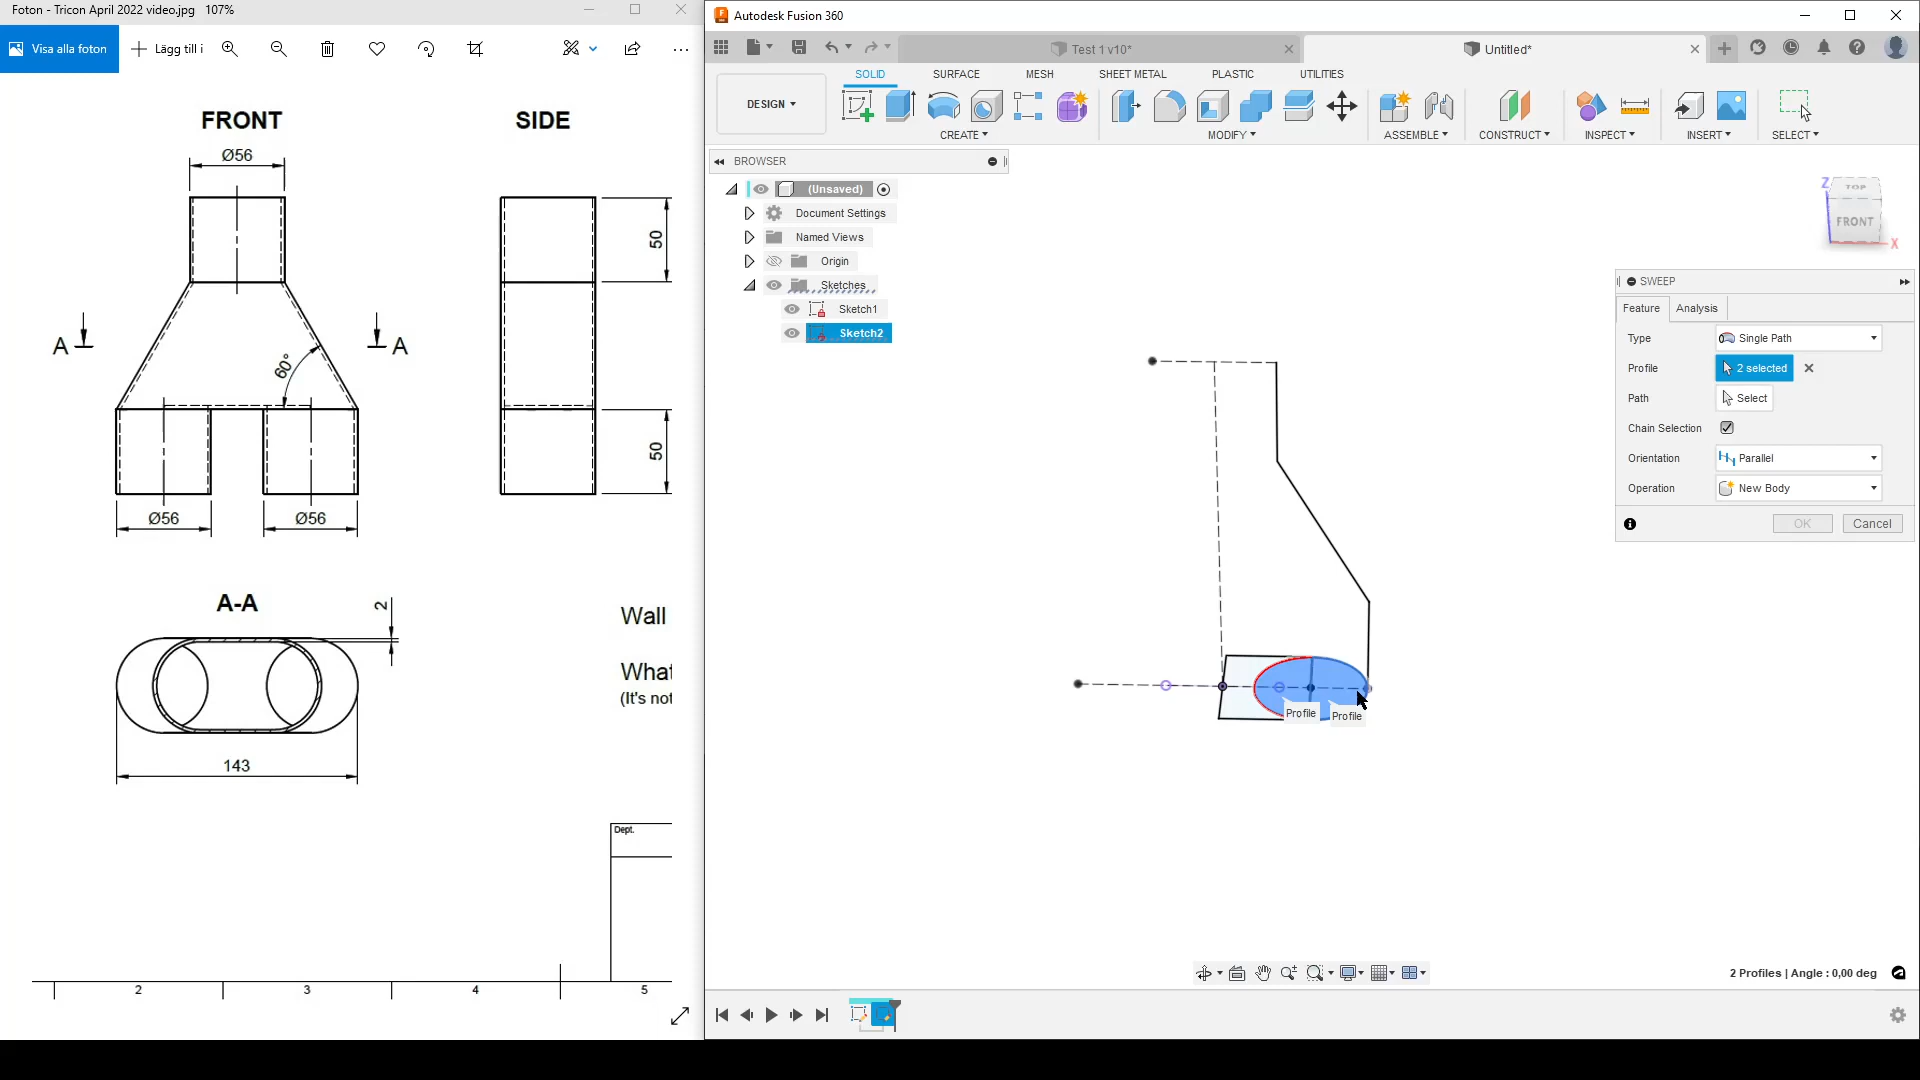 Foton - Tricon April 2022 video.jpg   107%
Visa alla foton
Lägg till i
FRONT
SIDE
Ø56
50
A
A
60°
50
Ø56
Ø56
A-A
2
143
Wall
What
(It's not
Dept.
2
3
4
5
Autodesk Fusion 360
Test 1 v10*
Untitled*
SOLID
SURFACE
MESH
SHEET METAL
PLASTIC
UTILITIES
DESIGN
CREATE
MODIFY
ASSEMBLE
CONSTRUCT
INSPECT
INSERT
SELECT
BROWSER
(Unsaved)
Document Settings
Named Views
Origin
Sketches
Sketch1
Sketch2
Z
TOP
FRONT
X
SWEEP
Feature
Analysis
Type
Single Path
Profile
2 selected
Path
Select
Chain Selection
Orientation
Parallel
Operation
New Body
OK
Cancel
Profile
Profile
2 Profiles | Angle : 0,00 deg